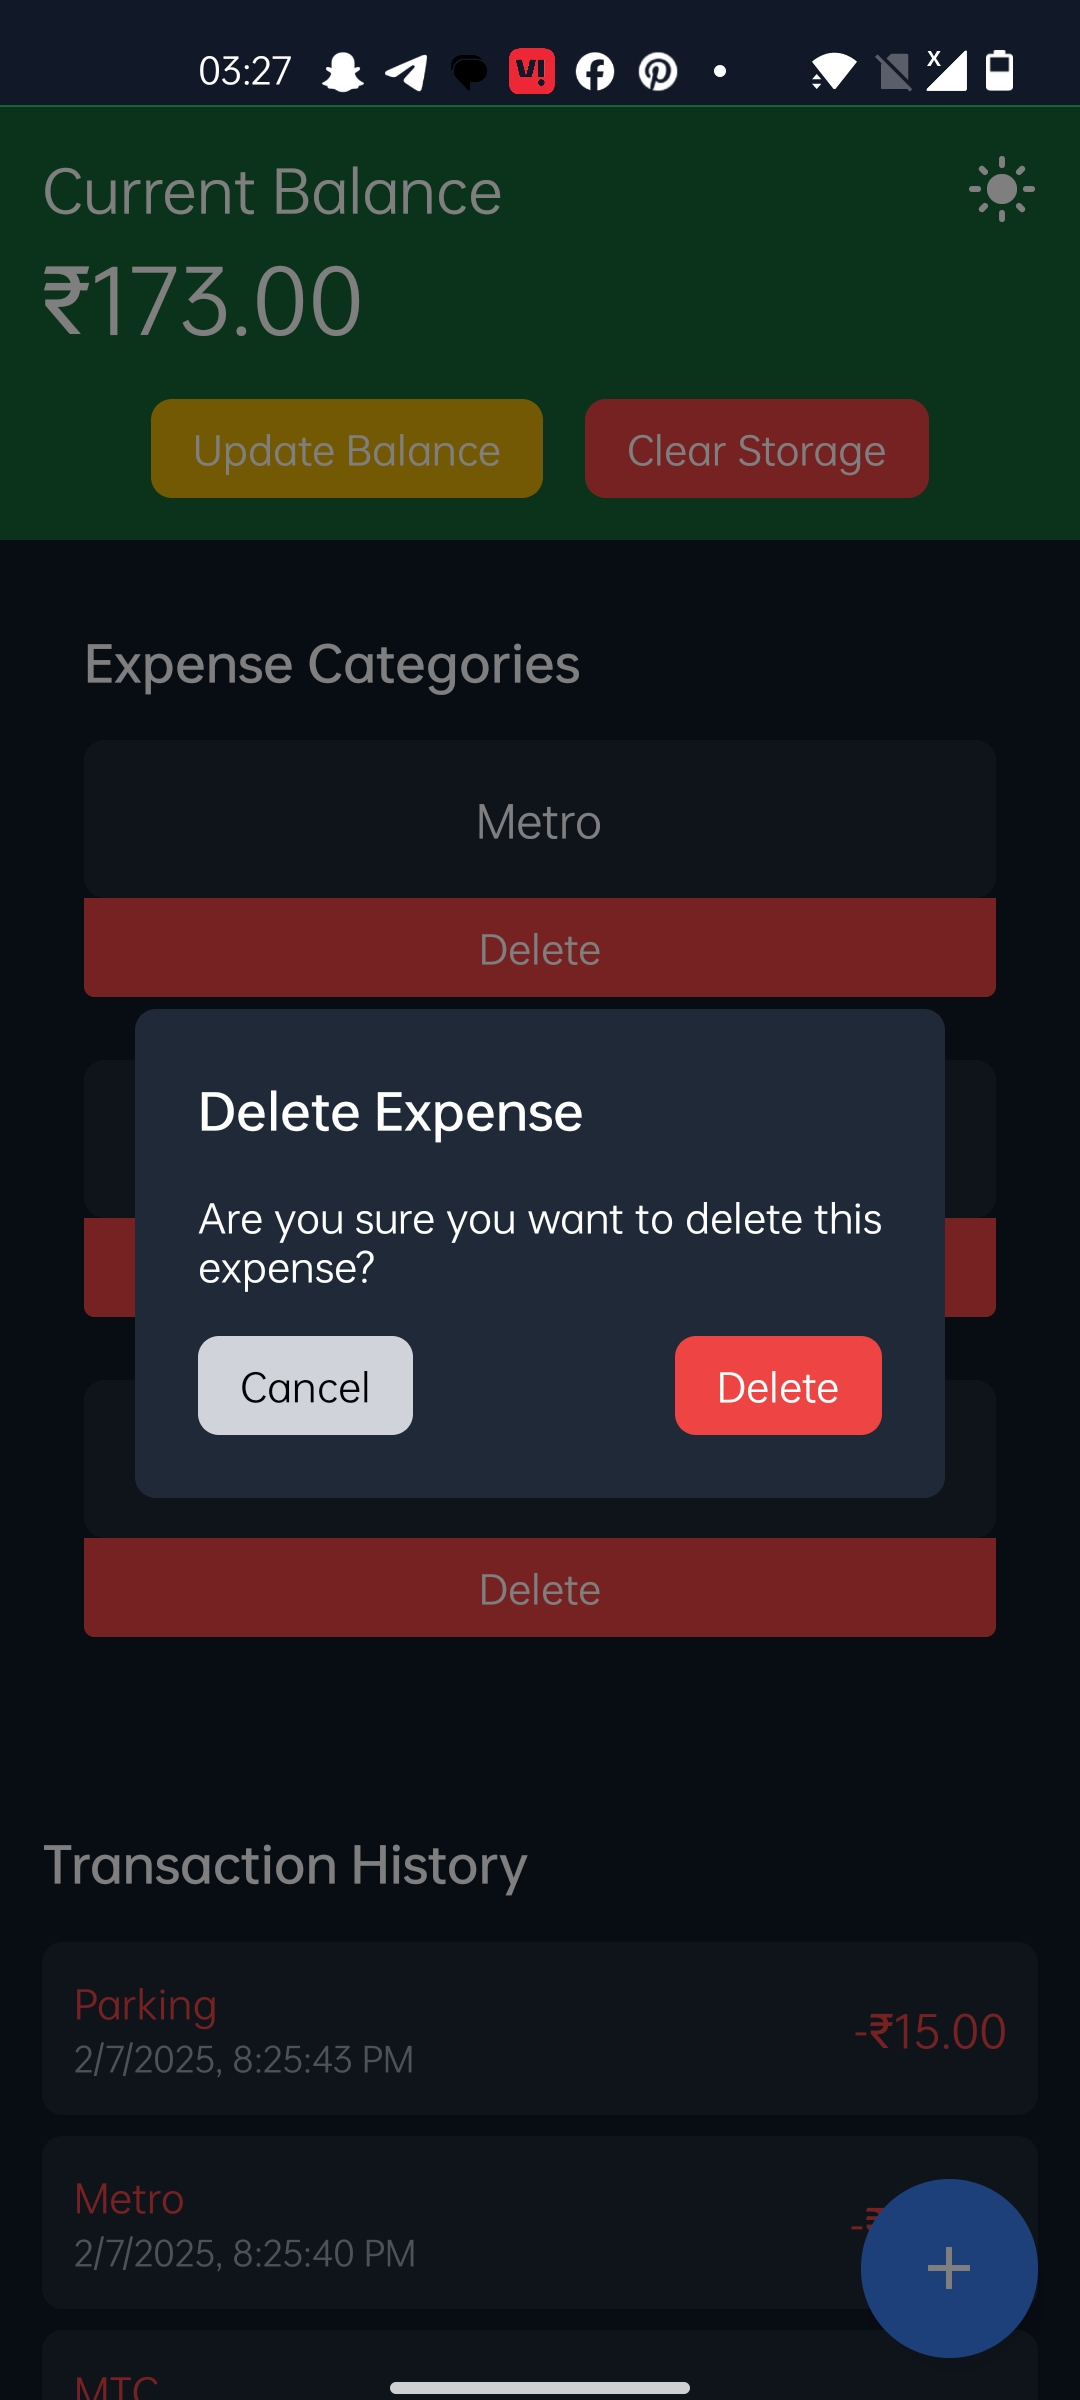 03:27
Current Balance
₹173.00
Update Balance
Clear Storage
Expense Categories
Metro
Delete
Delete Expense
Are you sure you want to delete this
expense?
Cancel
Delete
Delete
Transaction History
Parking
2/7/2025, 8:25:43 PM
-₹15.00
Metro
2/7/2025, 8:25:40 PM
MTC